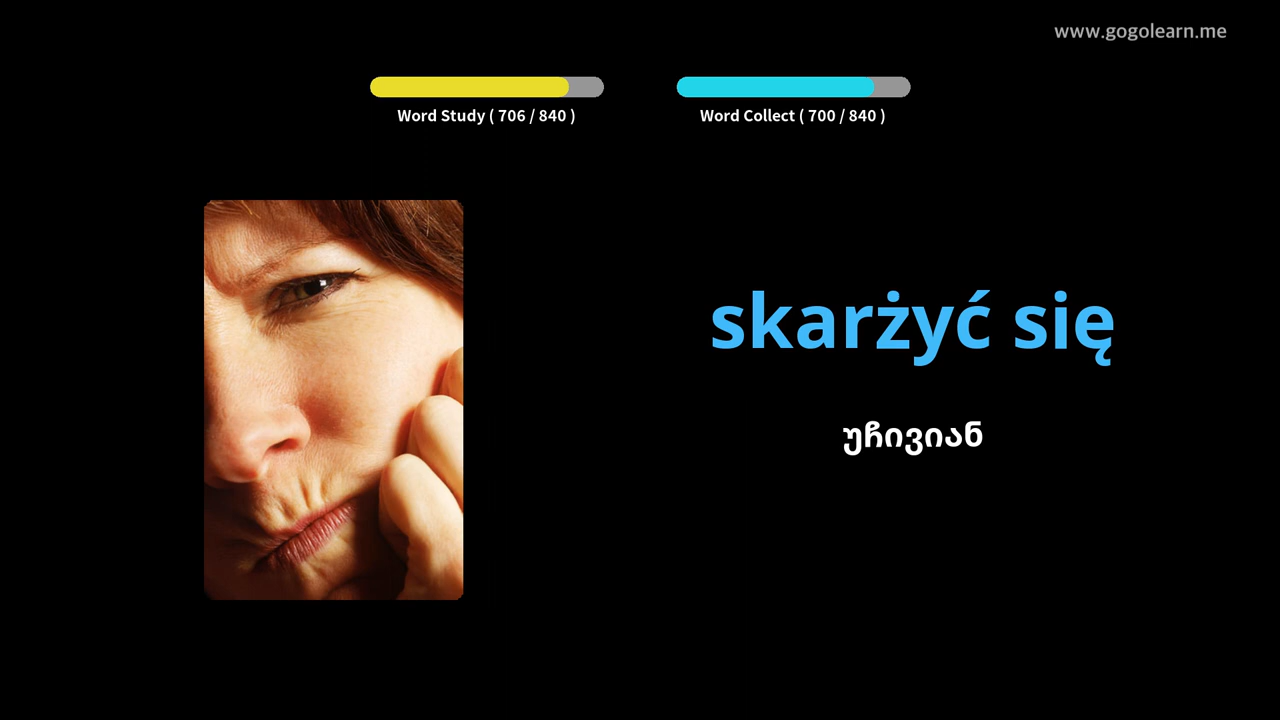 www.gogolearn.me
Word Study ( 706 / 840 )
Word Collect ( 700 / 840 )
skarżyć się
უჩივიან